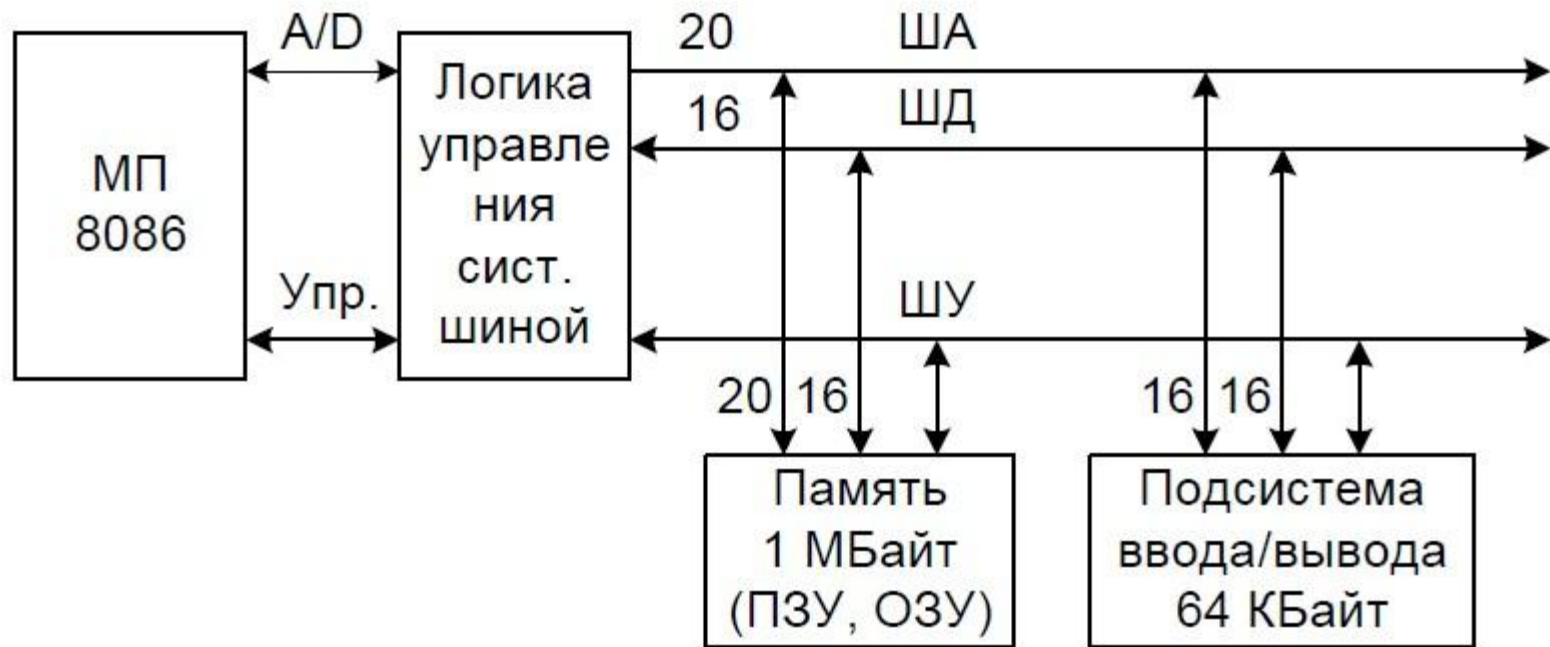 МП
8086
A/D
Упр.
Логика
управле
ния
сист.
шиной
20
ША
16
ШД
ШУ
20
16
16
16
Память
1 МБайт
(ПЗУ, ОЗУ)
Подсистема
ввода/вывода
64 КБайт